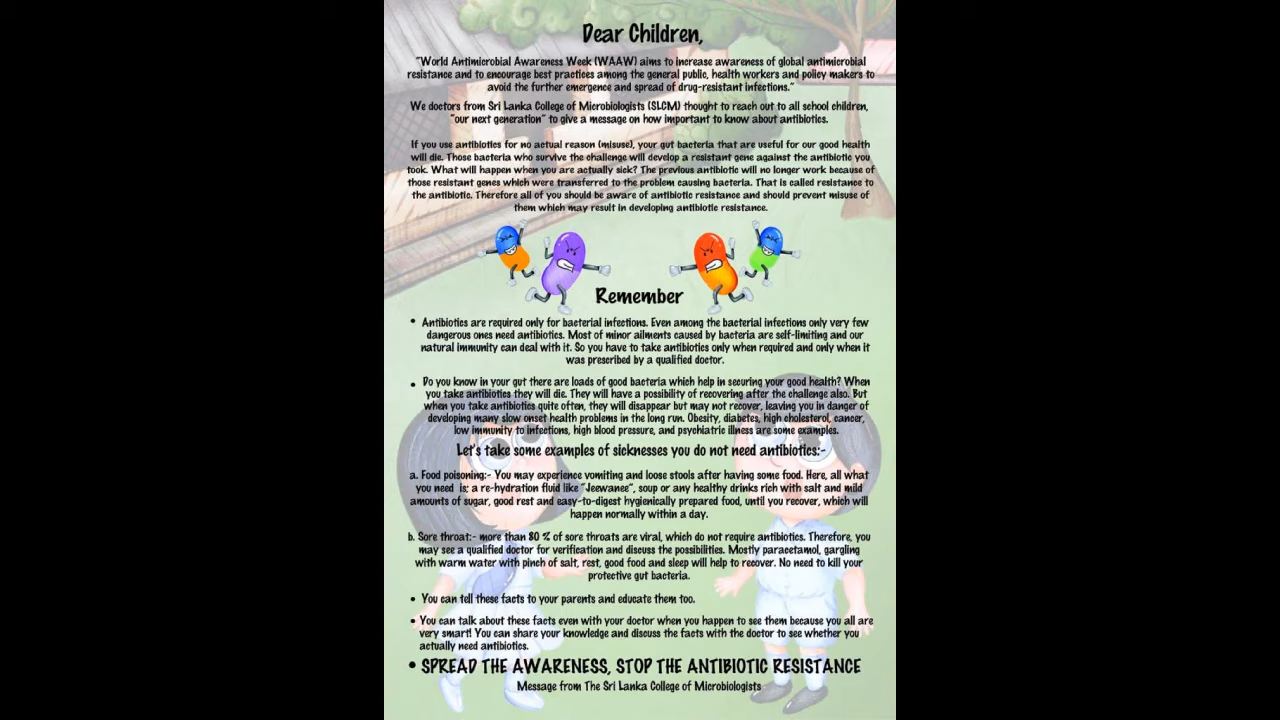 Dear Children,
"World Antimicrobial Awareness Week (WAAW) aims to increase awareness of global antimicrobial
resistance and to encourage best practices among the general public, health workers and policy makers to
avoid the further emergence and spread of drug-resistant infections."
We doctors from Sri Lanka College of Microbiologists (SLCM) thought to reach out to all school children,
"our next generation" to give a message on how important to know about antibiotics.
If you use antibiotics for no actual reason (misuse), your gut bacteria that are useful for our good health
will die. Those bacteria who survive the challenge will develop a resistant gene against the antibiotic you
took. What will happen when you are actually sick? The previous antibiotic will no longer work because of
those resistant genes which were transferred to the problem causing bacteria. That is called resistance to
the antibiotic. Therefore all of you should be aware of antibiotic resistance and should prevent misuse of
them which may result in developing antibiotic resistance.
Remember
• Antibiotics are required only for bacterial infections. Even among the bacterial infections only very few
dangerous ones need antibiotics. Most of minor ailments caused by bacteria are self-limiting and our
natural immunity can deal with it. So you have to take antibiotics only when required and only when it
was prescribed by a qualified doctor.
• Do you know in your gut there are loads of good bacteria which help in securing your good health? When
you take antibiotics they will die. They will have a possibility of recovering after the challenge also. But
when you take antibiotics quite often, they will disappear but may not recover, leaving you in danger of
developing many slow onset health problems in the long run. Obesity, diabetes, high cholesterol, cancer,
low immunity to infections, high blood pressure, and psychiatric illness are some examples.
Let's take some examples of sicknesses you do not need antibiotics:-
a. Food poisoning:- You may experience vomiting and loose stools after having some food. Here, all what
you need is; a re-hydration fluid like "Jeewanee", soup or any healthy drinks rich with salt and mild
amounts of sugar, good rest and easy-to-digest hygienically prepared food, until you recover, which will
happen normally within a day.
b. Sore throat:- more than 80 % of sore throats are viral, which do not require antibiotics. Therefore, you
may see a qualified doctor for verification and discuss the possibilities. Mostly paracetamol, gargling
with warm water with pinch of salt, rest, good food and sleep will help to recover. No need to kill your
protective gut bacteria.
• You can tell these facts to your parents and educate them too.
• You can talk about these facts even with your doctor when you happen to see them because you all are
very smart! You can share your knowledge and discuss the facts with the doctor to see whether you
actually need antibiotics.
• SPREAD THE AWARENESS, STOP THE ANTIBIOTIC RESISTANCE
Message from The Sri Lanka College of Microbiologists